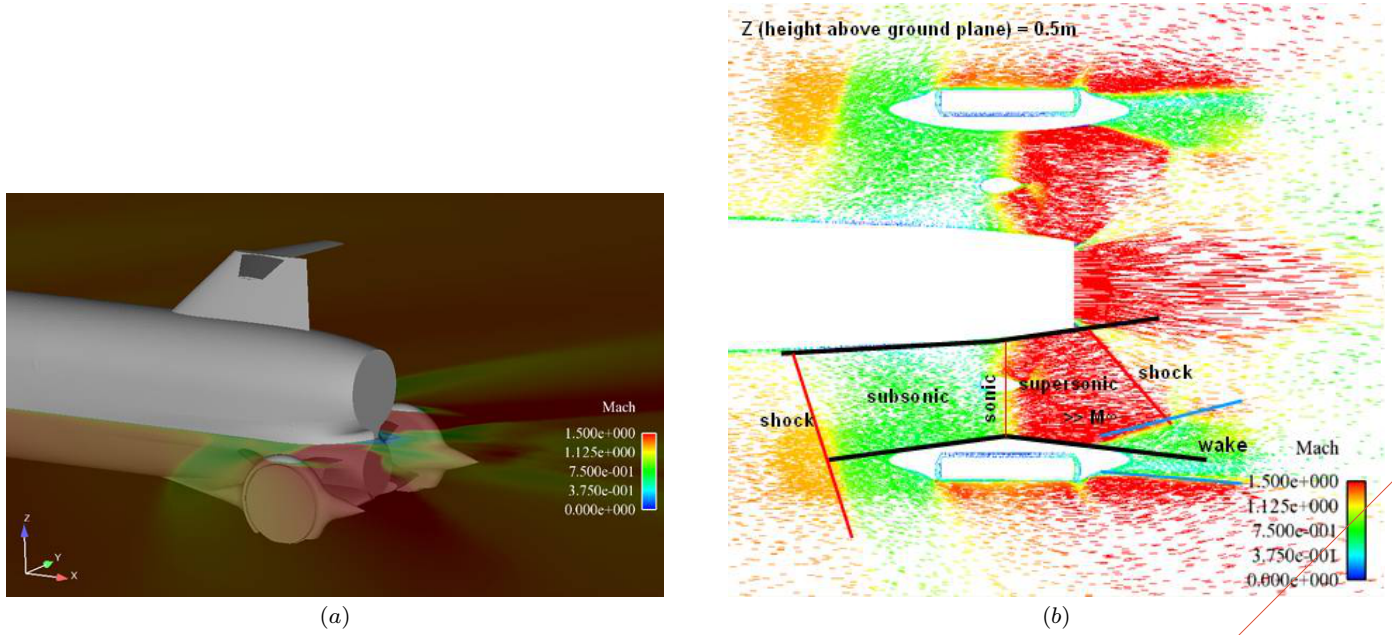 Mach
1.500e+000
1.125e+000
7.500e-001
3.750e-001
0.000e+000
Z
Y
X
(a)
Z (height above ground plane) = 0.5m
subsonic
sonic
supersonic
>> M∞
shock
shock
wake
Mach
1.500e+000
1.125e+000
7.500e-001
3.750e-001
0.000e+000
(b)